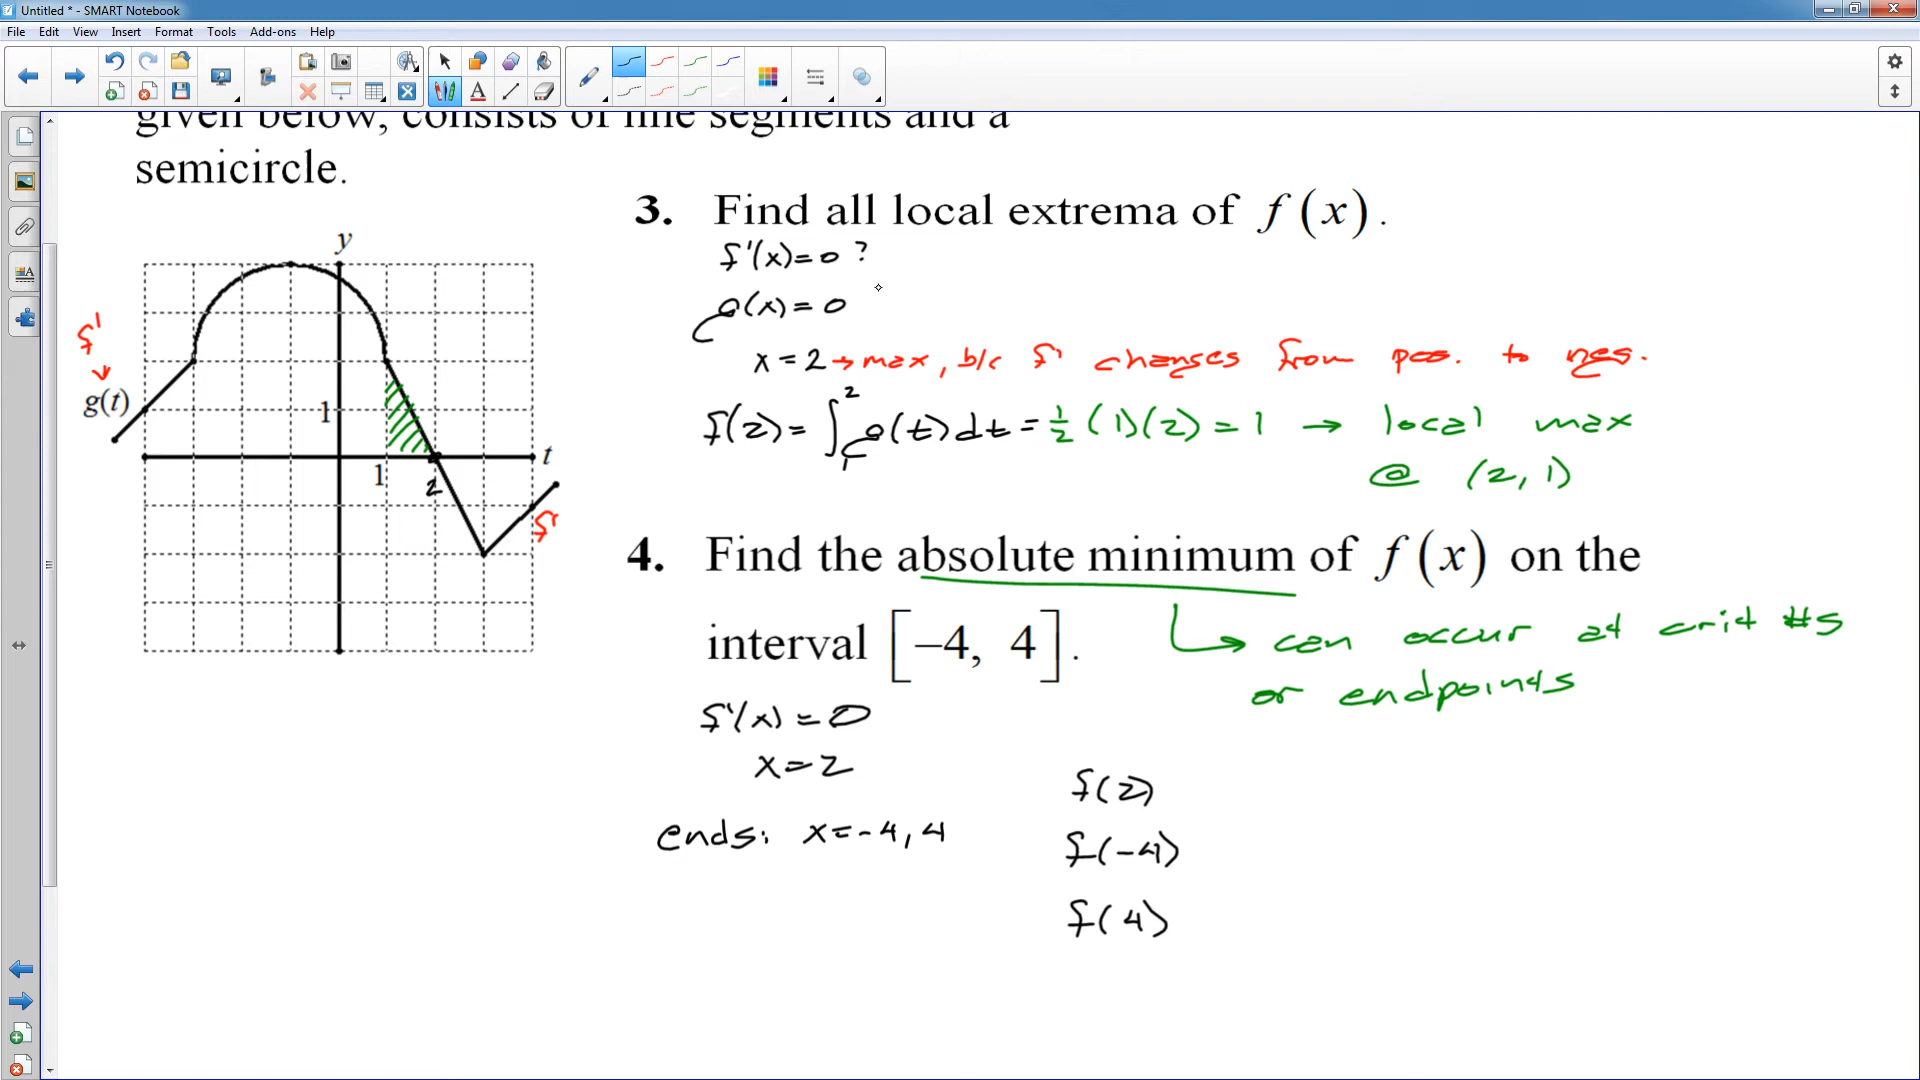 Untitled * - SMART Notebook
File Edit View Insert Format Tools Add-ons Help
given below, consists of line segments and a
semicircle.
3. Find all local extrema of f(x).
f'(x)=0 ?
g(x)=0
x=2→max, b/c f' changes from pos. to neg.
f(2)=∫₁² g(t)dt=½(1)(2)=1 → local max
@ (2,1)
y
f'
g(t)
1
t
1
2
f'
4. Find the absolute minimum of f(x) on the
interval [−4, 4].
can occur at crit #s
or endpoints
f'(x)=0
x=2
ends: x=-4,4
f(2)
f(-4)
f(4)